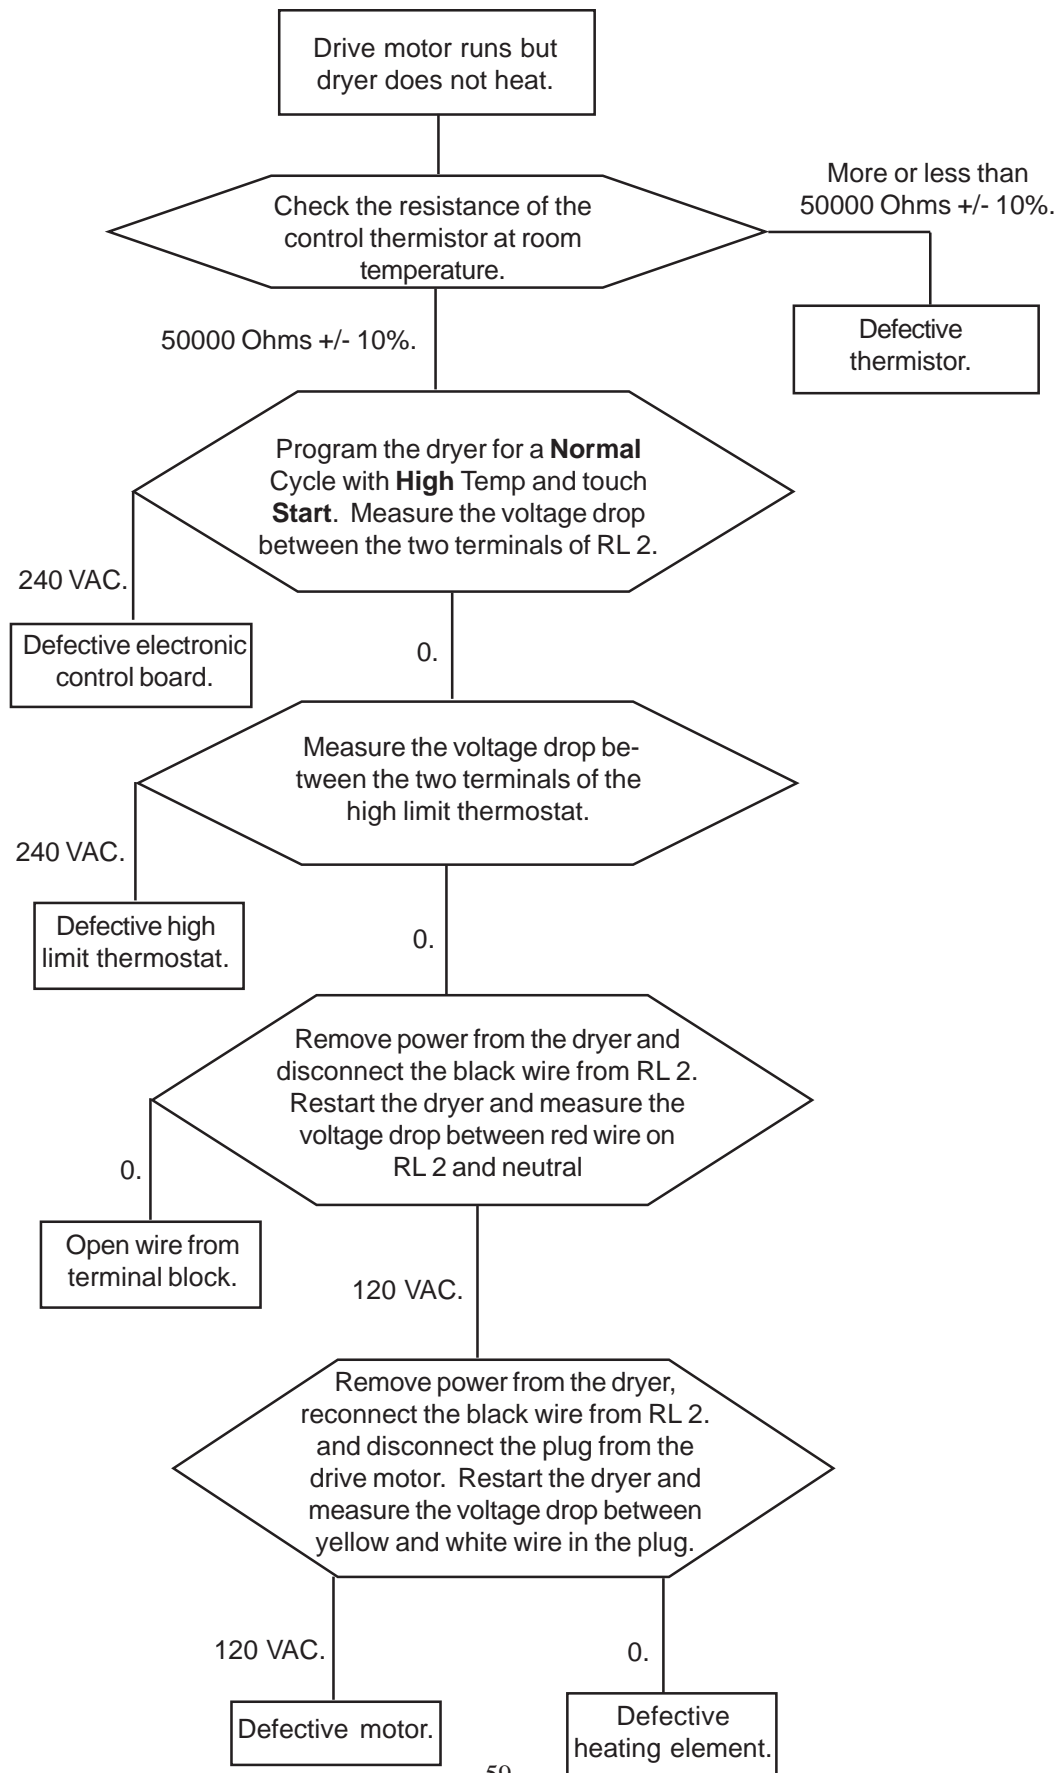 Drive motor runs but
dryer does not heat.
Check the resistance of the
control thermistor at room
temperature.
More or less than
50000 Ohms +/- 10%.
Defective
thermistor.
50000 Ohms +/- 10%.
Program the dryer for a Normal
Cycle with High Temp and touch
Start. Measure the voltage drop
between the two terminals of RL 2.
240 VAC.
Defective electronic
control board.
0.
Measure the voltage drop be-
tween the two terminals of the
high limit thermostat.
240 VAC.
Defective high
limit thermostat.
0.
Remove power from the dryer and
disconnect the black wire from RL 2.
Restart the dryer and measure the
voltage drop between red wire on
RL 2 and neutral
0.
Open wire from
terminal block.
120 VAC.
Remove power from the dryer,
reconnect the black wire from RL 2.
and disconnect the plug from the
drive motor. Restart the dryer and
measure the voltage drop between
yellow and white wire in the plug.
120 VAC.
Defective motor.
0.
Defective
heating element.
59